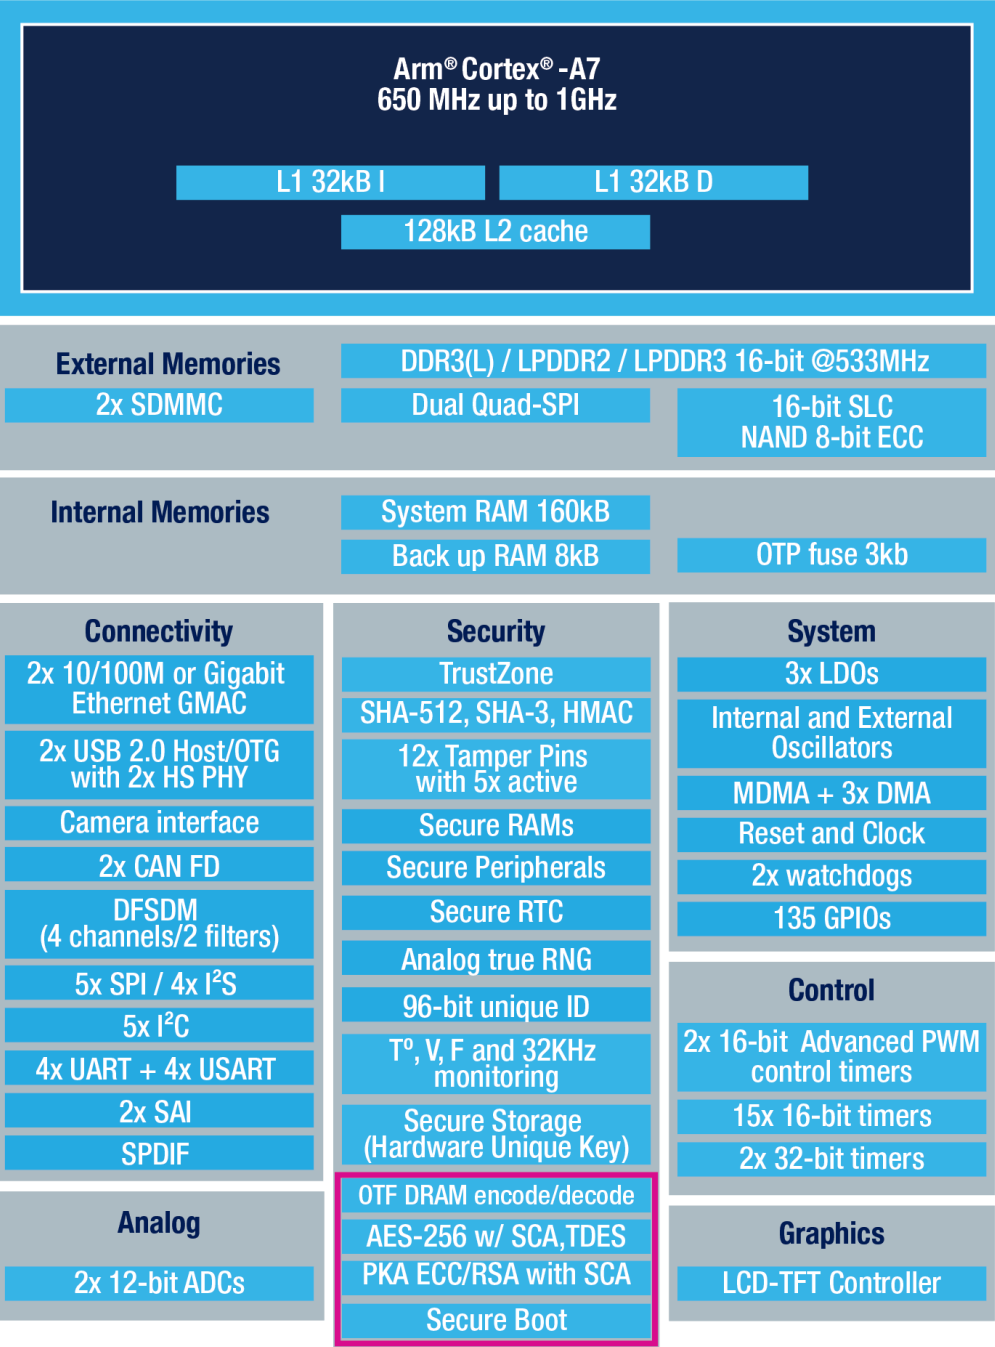 Arm® Cortex® -A7
650 MHz up to 1GHz
L1 32kB I
L1 32kB D
128kB L2 cache
External Memories
DDR3(L) / LPDDR2 / LPDDR3 16-bit @533MHz
2x SDMMC
Dual Quad-SPI
16-bit SLC
NAND 8-bit ECC
Internal Memories
System RAM 160kB
Back up RAM 8kB
OTP fuse 3kb
Connectivity
2x 10/100M or Gigabit
Ethernet GMAC
2x USB 2.0 Host/OTG
with 2x HS PHY
Camera interface
2x CAN FD
DFSDM
(4 channels/2 filters)
5x SPI / 4x I²S
5x I²C
4x UART + 4x USART
2x SAI
SPDIF
Analog
2x 12-bit ADCs
Security
TrustZone
SHA-512, SHA-3, HMAC
12x Tamper Pins
with 5x active
Secure RAMs
Secure Peripherals
Secure RTC
Analog true RNG
96-bit unique ID
Tº, V, F and 32KHz
monitoring
Secure Storage
(Hardware Unique Key)
OTF DRAM encode/decode
AES-256 w/ SCA,TDES
PKA ECC/RSA with SCA
Secure Boot
System
3x LDOs
Internal and External
Oscillators
MDMA + 3x DMA
Reset and Clock
2x watchdogs
135 GPIOs
Control
2x 16-bit Advanced PWM
control timers
15x 16-bit timers
2x 32-bit timers
Graphics
LCD-TFT Controller